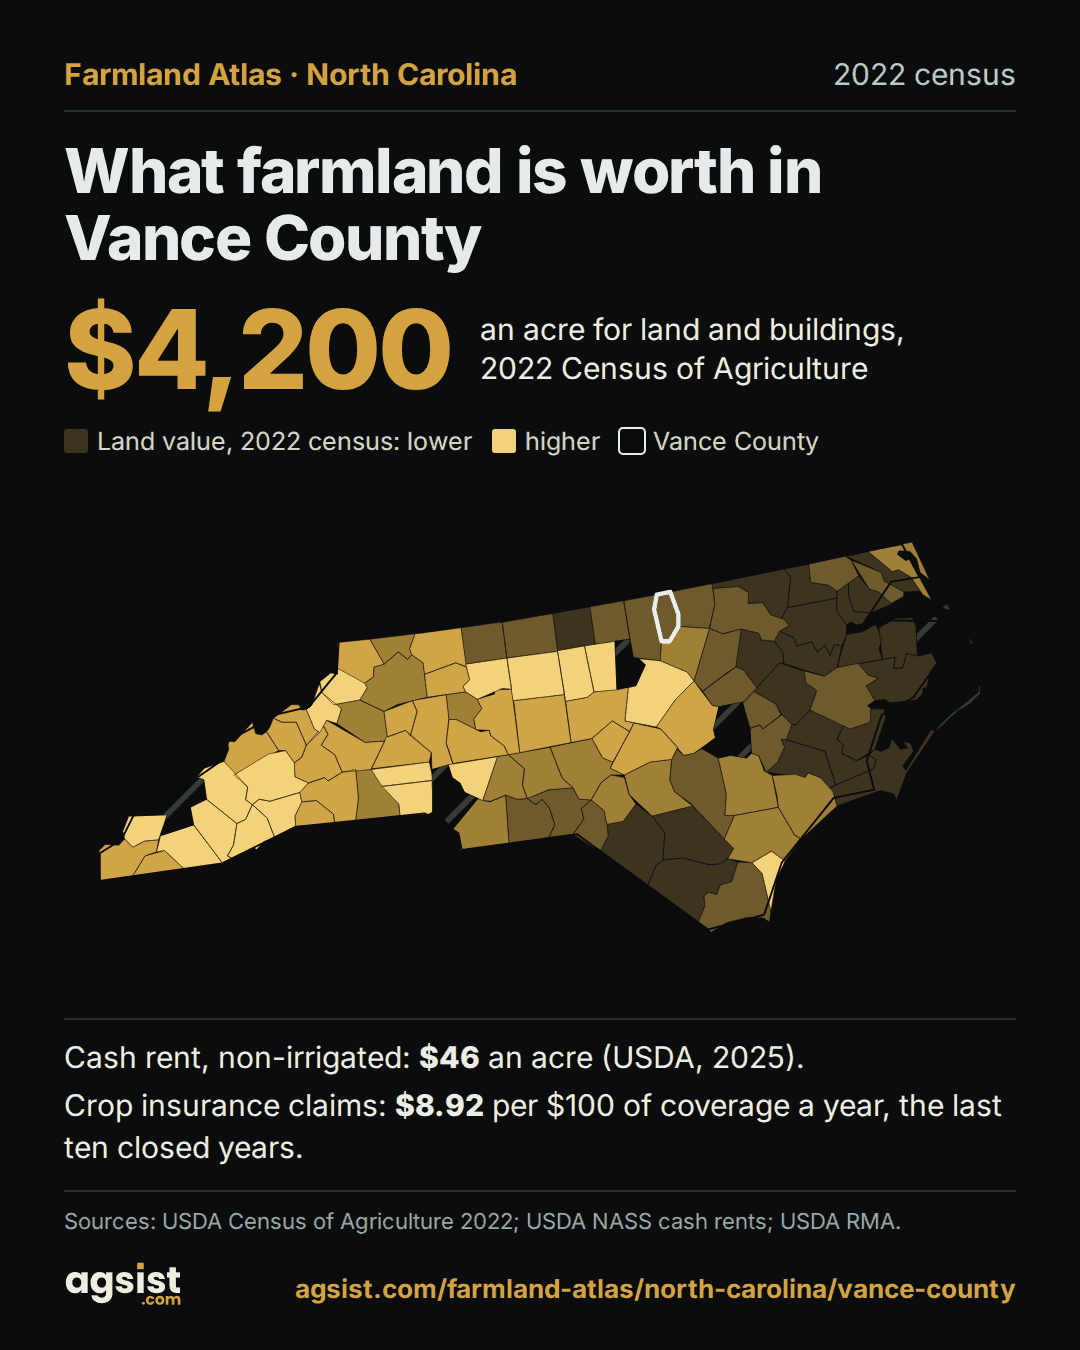 Farmland Atlas · North Carolina
2022 census
What farmland is worth in
Vance County
$4,200
an acre for land and buildings,
2022 Census of Agriculture
Land value, 2022 census: lower
higher
Vance County
Cash rent, non-irrigated: $46 an acre (USDA, 2025).
Crop insurance claims: $8.92 per $100 of coverage a year, the last
ten closed years.
Sources: USDA Census of Agriculture 2022; USDA NASS cash rents; USDA RMA.
agsist
.com
agsist.com/farmland-atlas/north-carolina/vance-county